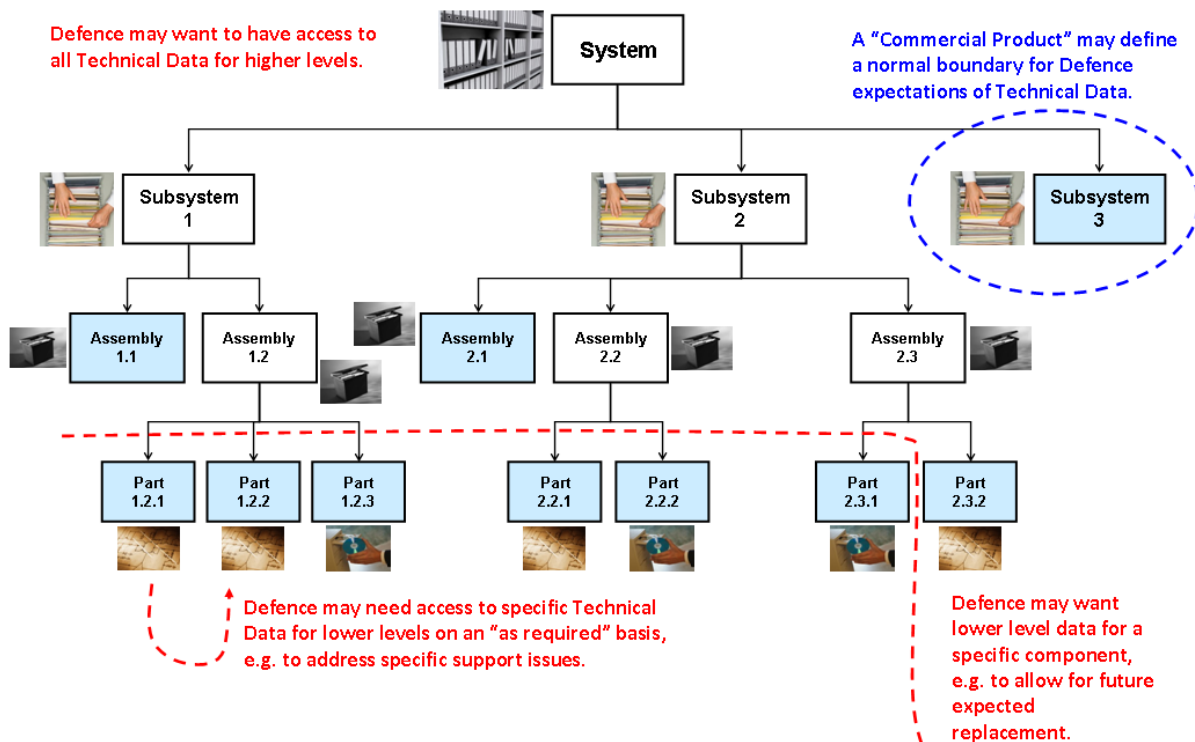 Defence may want to have access to
all Technical Data for higher levels.
System
A “Commercial Product” may define
a normal boundary for Defence
expectations of Technical Data.
Subsystem
1
Subsystem
2
Subsystem
3
Assembly
1.1
Assembly
1.2
Assembly
2.1
Assembly
2.2
Assembly
2.3
Part
1.2.1
Part
1.2.2
Part
1.2.3
Part
2.2.1
Part
2.2.2
Part
2.3.1
Part
2.3.2
Defence may need access to specific Technical
Data for lower levels on an “as required” basis,
e.g. to address specific support issues.
Defence may want
lower level data for a
specific component,
e.g. to allow for future
expected
replacement.